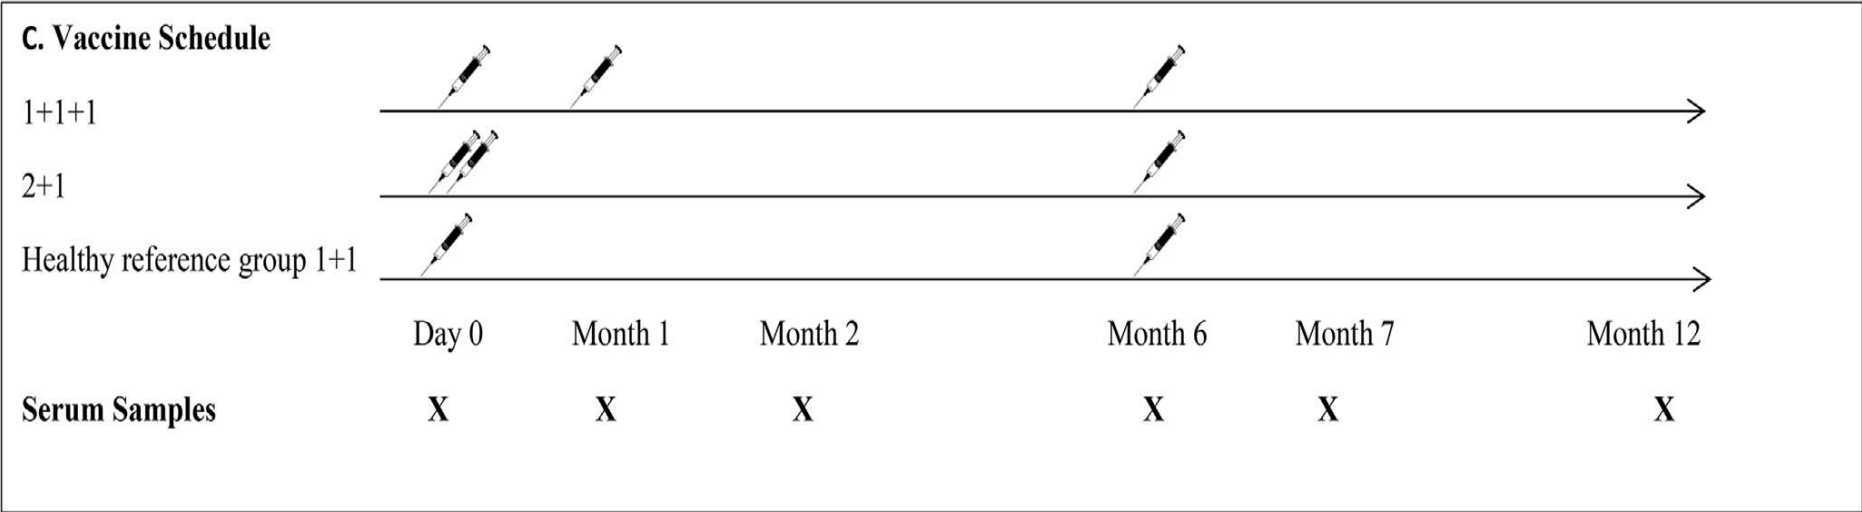 C. Vaccine Schedule
1+1+1
2+1
Healthy reference group 1+1
Day 0 Month 1 Month 2 Month 6 Month 7 Month 12
Serum Samples X X X X X X